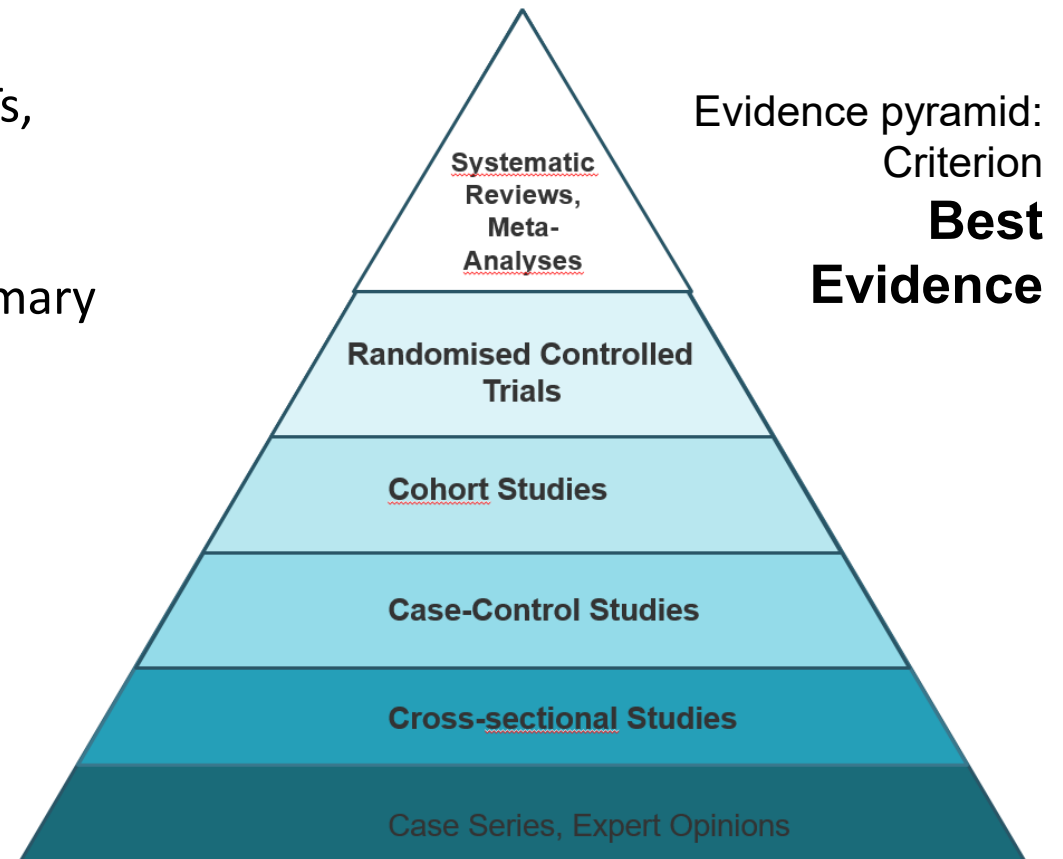 s,
mary
Evidence pyramid:
Criterion
Best
Evidence
Systematic
Reviews,
Meta-
Analyses
Randomised Controlled
Trials
Cohort Studies
Case-Control Studies
Cross-sectional Studies
Case Series, Expert Opinions